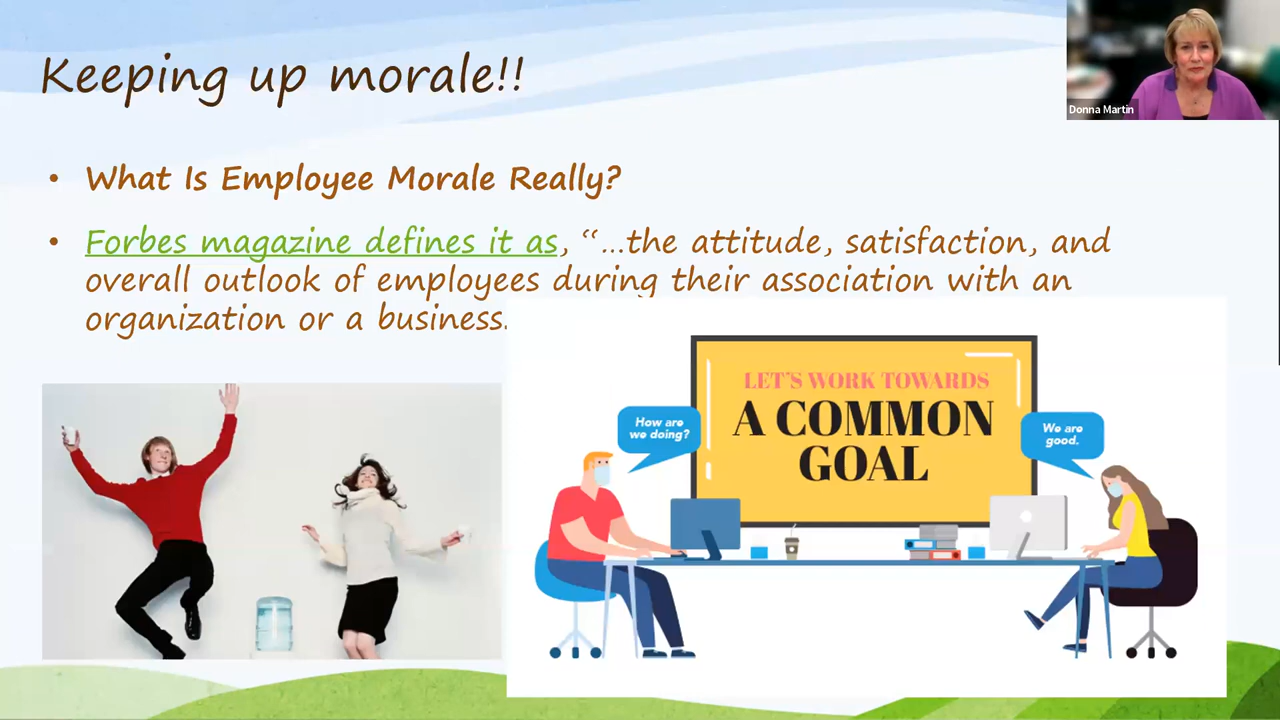 Keeping up morale!!
Donna Martin
• What Is Employee Morale Really?
• Forbes magazine defines it as, “…the attitude, satisfaction, and
overall outlook of employees during their association with an
organization or a business.
LET'S WORK TOWARDS
A COMMON
GOAL
How are
we doing?
We are
good.